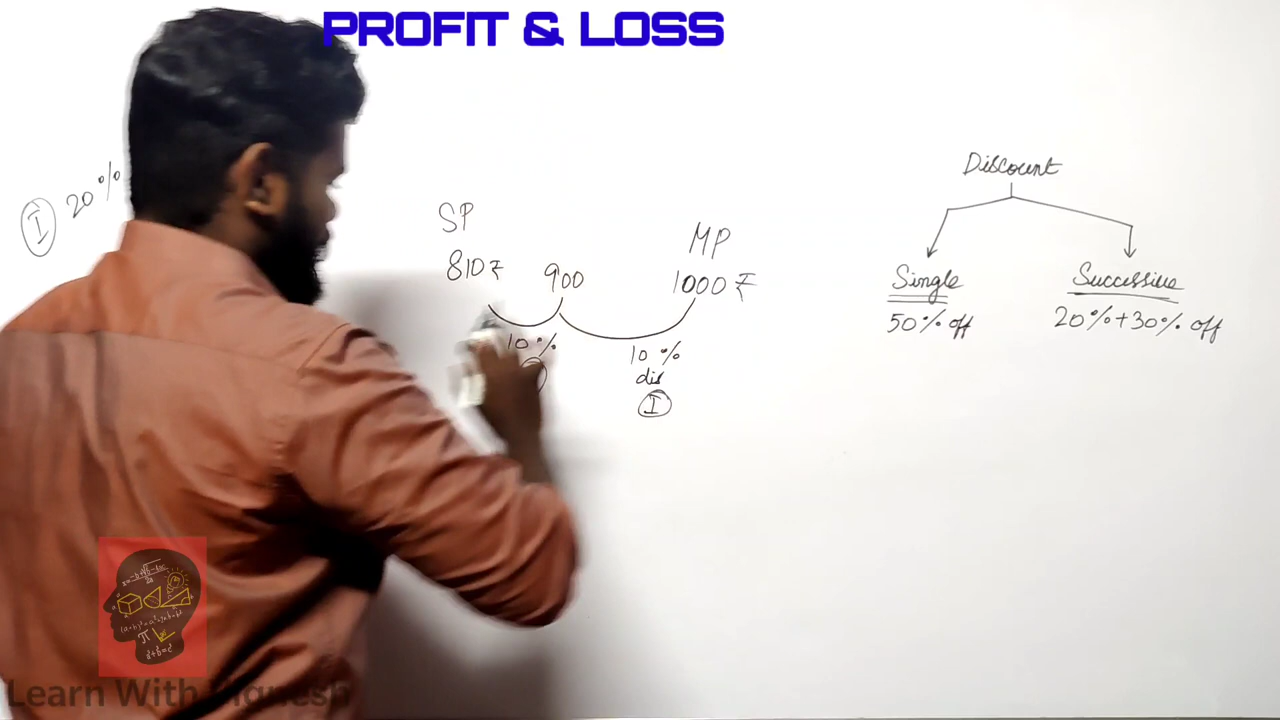 PROFIT & LOSS
I 20%
SP
810₹ 900
10%
MP
1000₹
10%
dis
I
Discount
Single
50% off
Successive
20%+30% off
Learn With